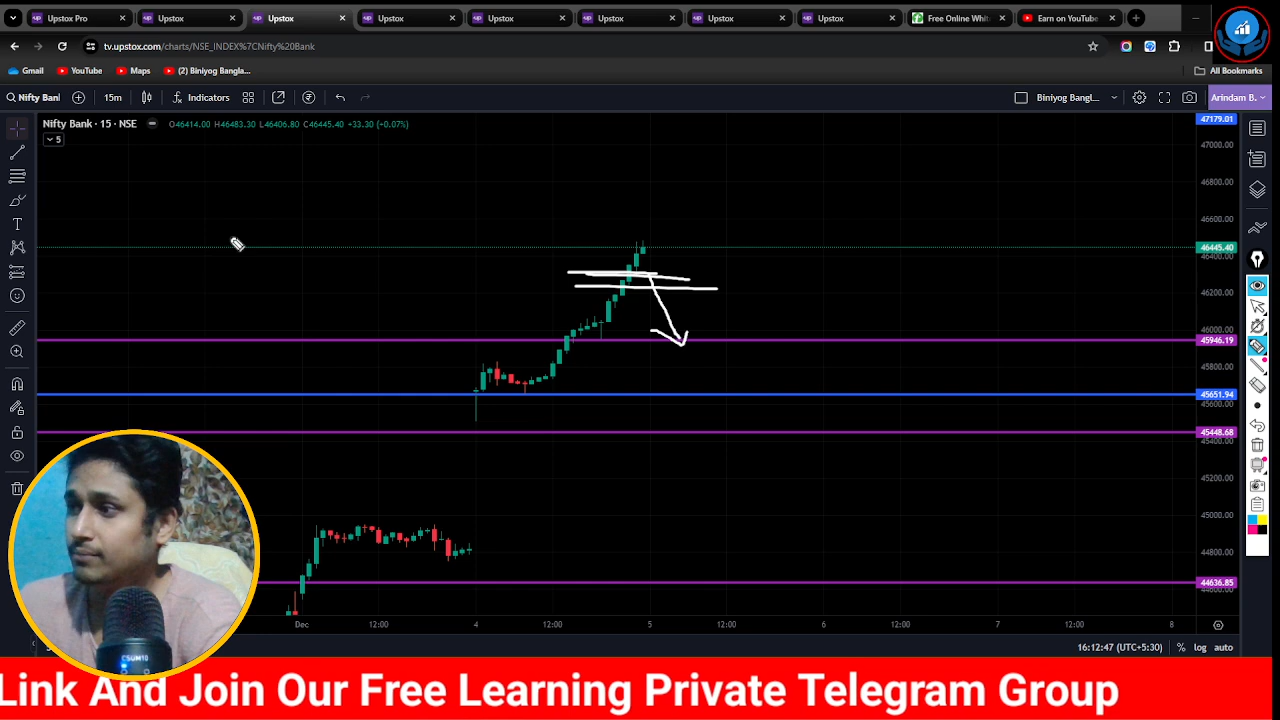 Upstox Pro
Upstox
Upstox
Upstox
Upstox
Upstox
Upstox
Upstox
Free Online Whit
Earn on YouTube
tv.upstox.com/charts/NSE_INDEX%7CNifty%20Bank
Gmail
YouTube
Maps
(2) Biniyog Bangla...
All Bookmarks
Nifty Banl
15m
Indicators
Biniyog Bangl...
Arindam B.
Nifty Bank · 15 · NSE
O46414.00 H46483.30 L46406.80 C46445.40 +33.30 (+0.07%)
5
47179.01
47000.00
46800.00
46600.00
46445.40
46400.00
46200.00
46000.00
45946.19
45800.00
45651.94
45600.00
45448.68
45400.00
45200.00
45000.00
44800.00
44636.85
44600.00
Dec
12:00
4
12:00
5
12:00
6
12:00
7
12:00
8
16:12:47 (UTC+5:30)
%
log
auto
CSUM10
Link And Join Our Free Learning Private Telegram Group